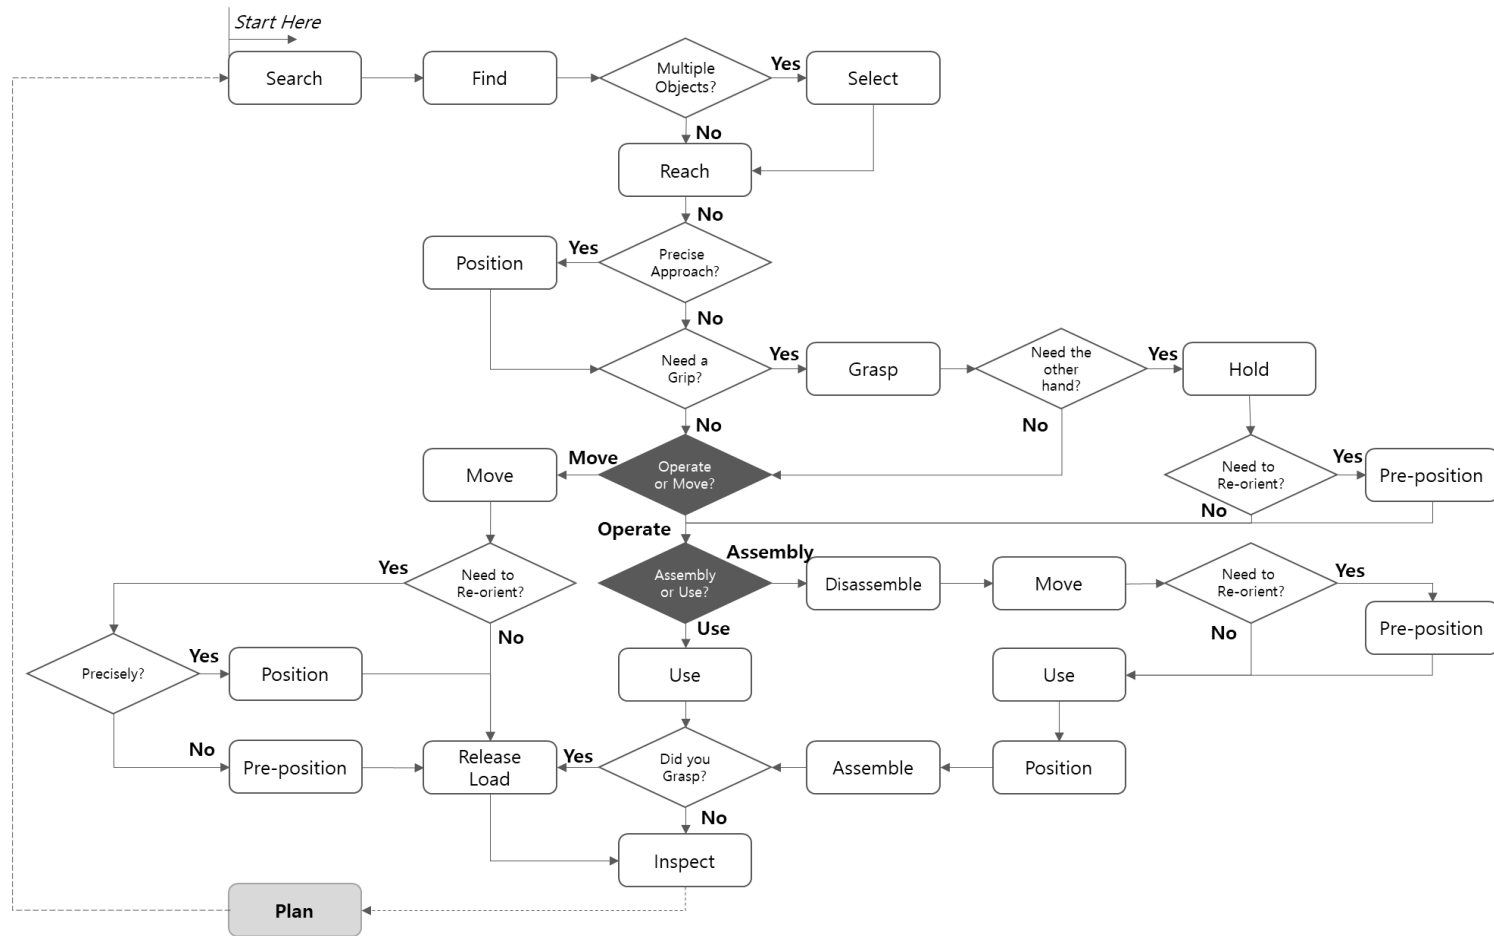 Start Here
Search
Find
Multiple
Objects?
Yes
Select
No
Reach
No
Position
Yes
Precise
Approach?
No
Need a
Grip?
Yes
Grasp
Need the
other
hand?
Yes
Hold
No
No
Move
Move
Operate
or Move?
Need to
Re-orient?
Yes
Pre-position
No
Operate
Yes
Need to
Re-orient?
Assembly
or Use?
Assembly
Disassemble
Move
Need to
Re-orient?
Yes
Pre-position
No
No
Use
Precisely?
Yes
Position
Use
Use
No
Pre-position
Release
Load
Yes
Did you
Grasp?
Assemble
Position
No
Inspect
Plan